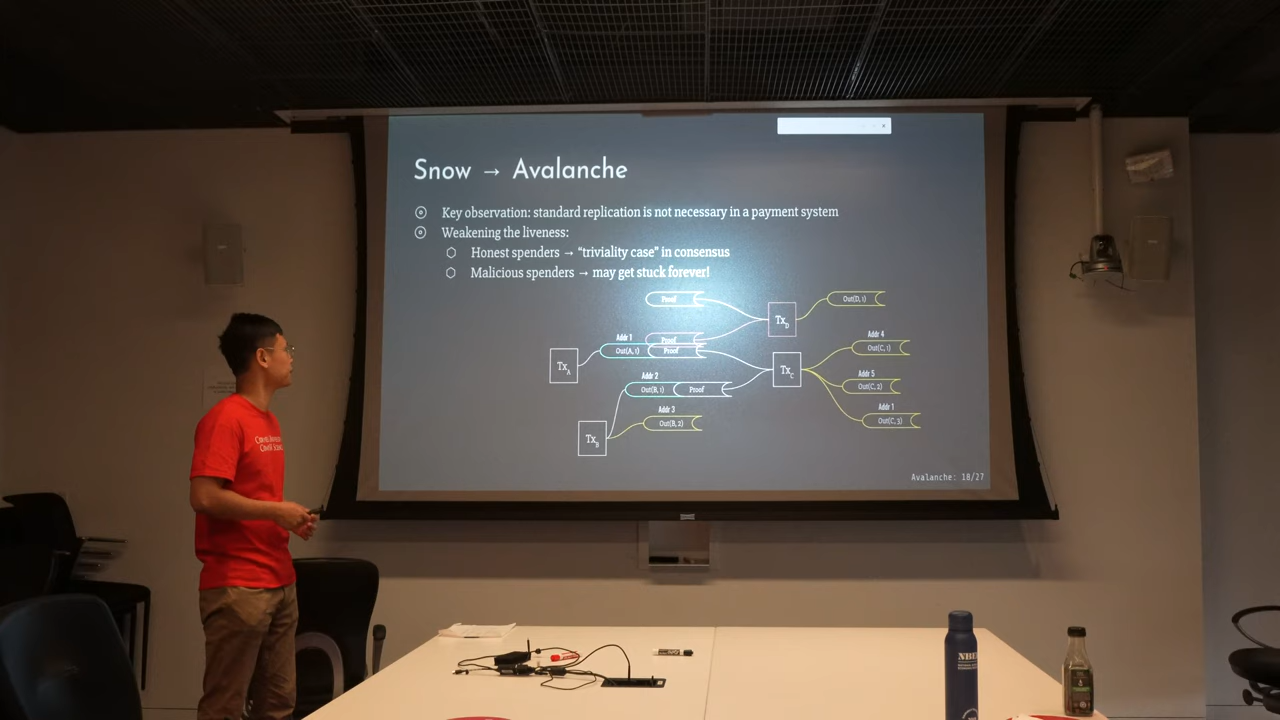 Snow → Avalanche
Key observation: standard replication is not necessary in a payment system
Weakening the liveness:
Honest spenders → "triviality case" in consensus
Malicious spenders → may get stuck forever!
Proof
Tx_D
Out(D, 1)
Addr 1
Proof
Out(A, 1)
Proof
Tx_A
Addr 4
Out(C, 1)
Tx_C
Addr 2
Out(B, 1)
Proof
Addr 5
Out(C, 2)
Addr 3
Out(B, 2)
Addr 1
Out(C, 3)
Tx_B
Avalanche: 18/27